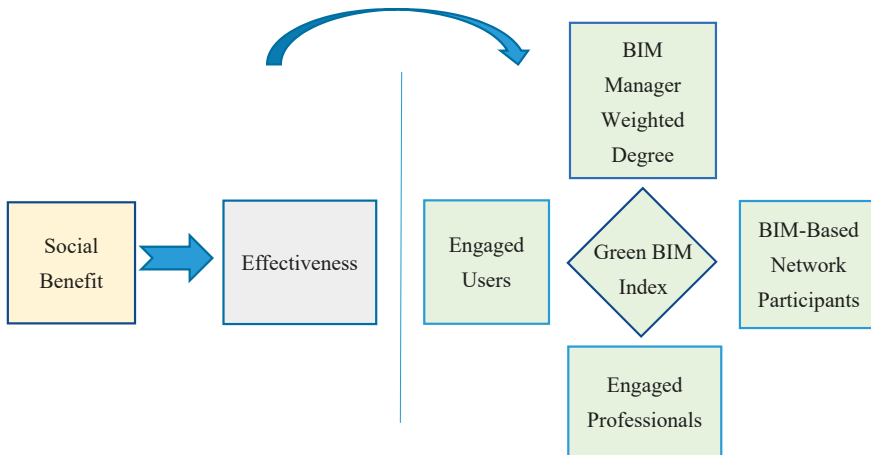 Social
Benefit
Effectiveness
BIM
Manager
Weighted
Degree
Engaged
Users
Green BIM
Index
BIM-Based
Network
Participants
Engaged
Professionals